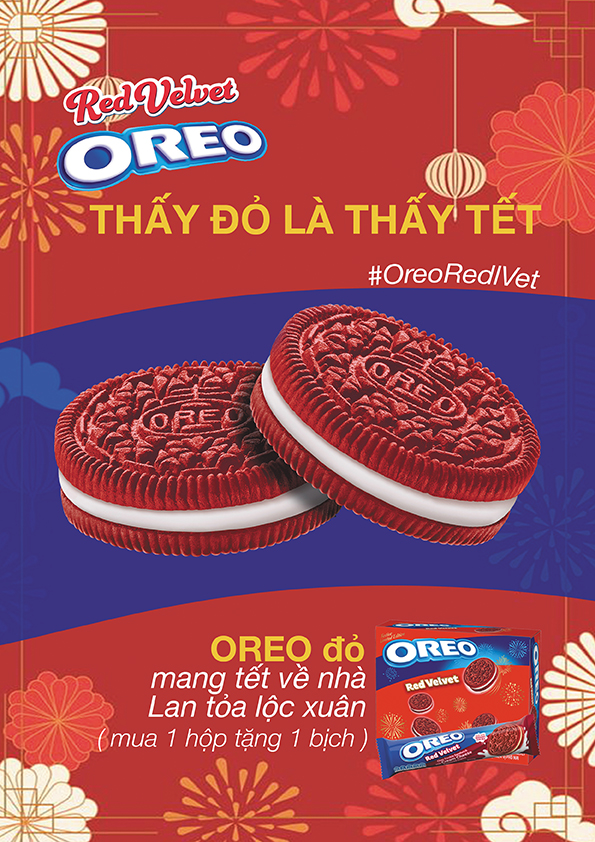 Red Velvet
OREO
THẤY ĐỎ LÀ THẤY TẾT
#OreoRedlVet
OREO
OREO
OREO đỏ
mang tết về nhà
Lan tỏa lộc xuân
( mua 1 hộp tặng 1 bịch )
OREO
Red Velvet
OREO
Red Velvet